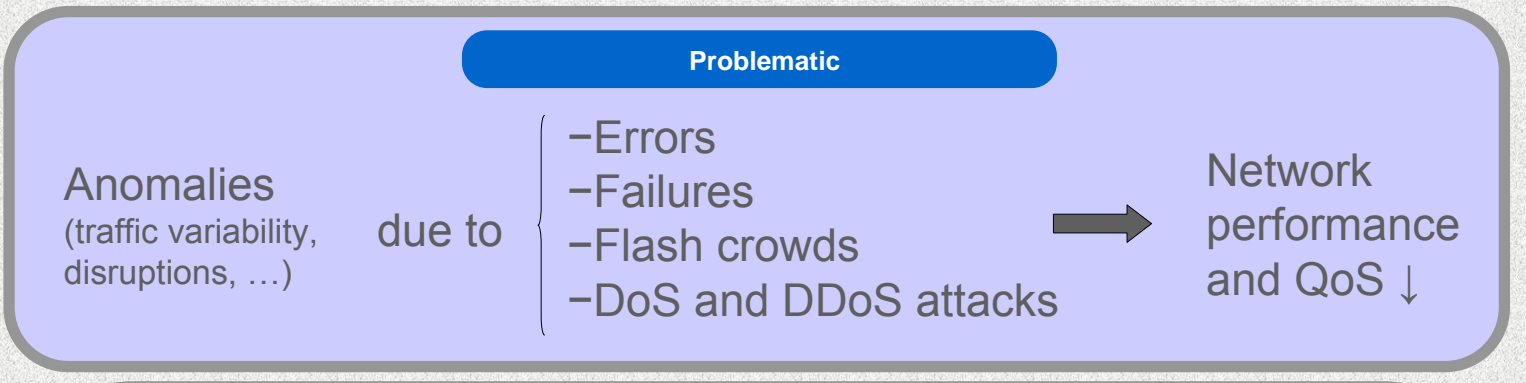 Problematic
Anomalies
(traffic variability,
disruptions, …)
due to
–Errors
–Failures
–Flash crowds
–DoS and DDoS attacks
Network
performance
and QoS ↓